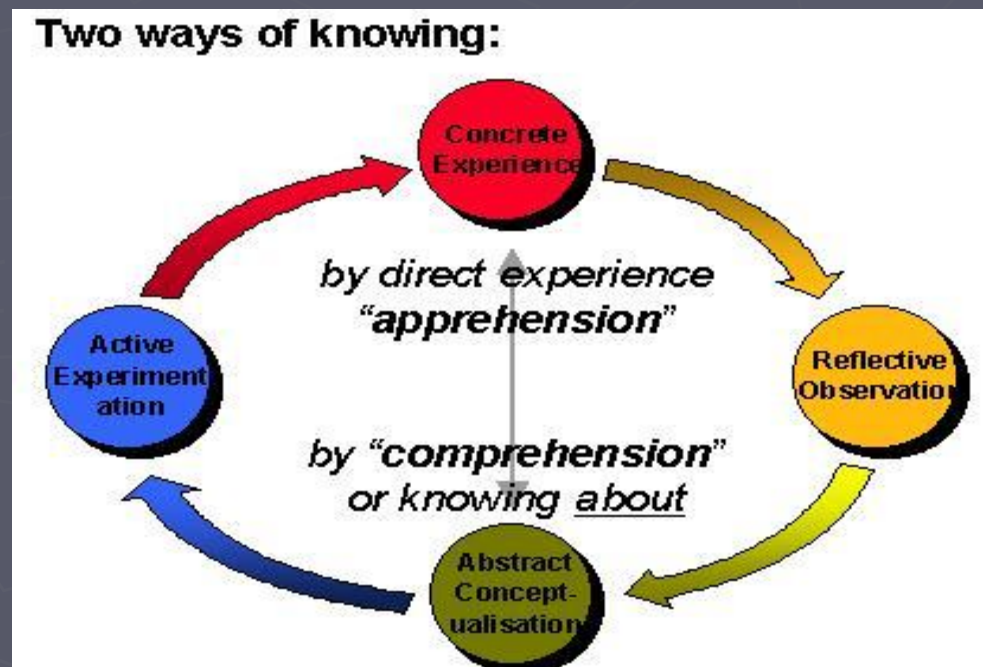 Two ways of knowing:
Concrete
Experience
by direct experience
“apprehension”
Active
Experiment
ation
Reflective
Observation
by “comprehension”
or knowing about
Abstract
Concept-
ualisation